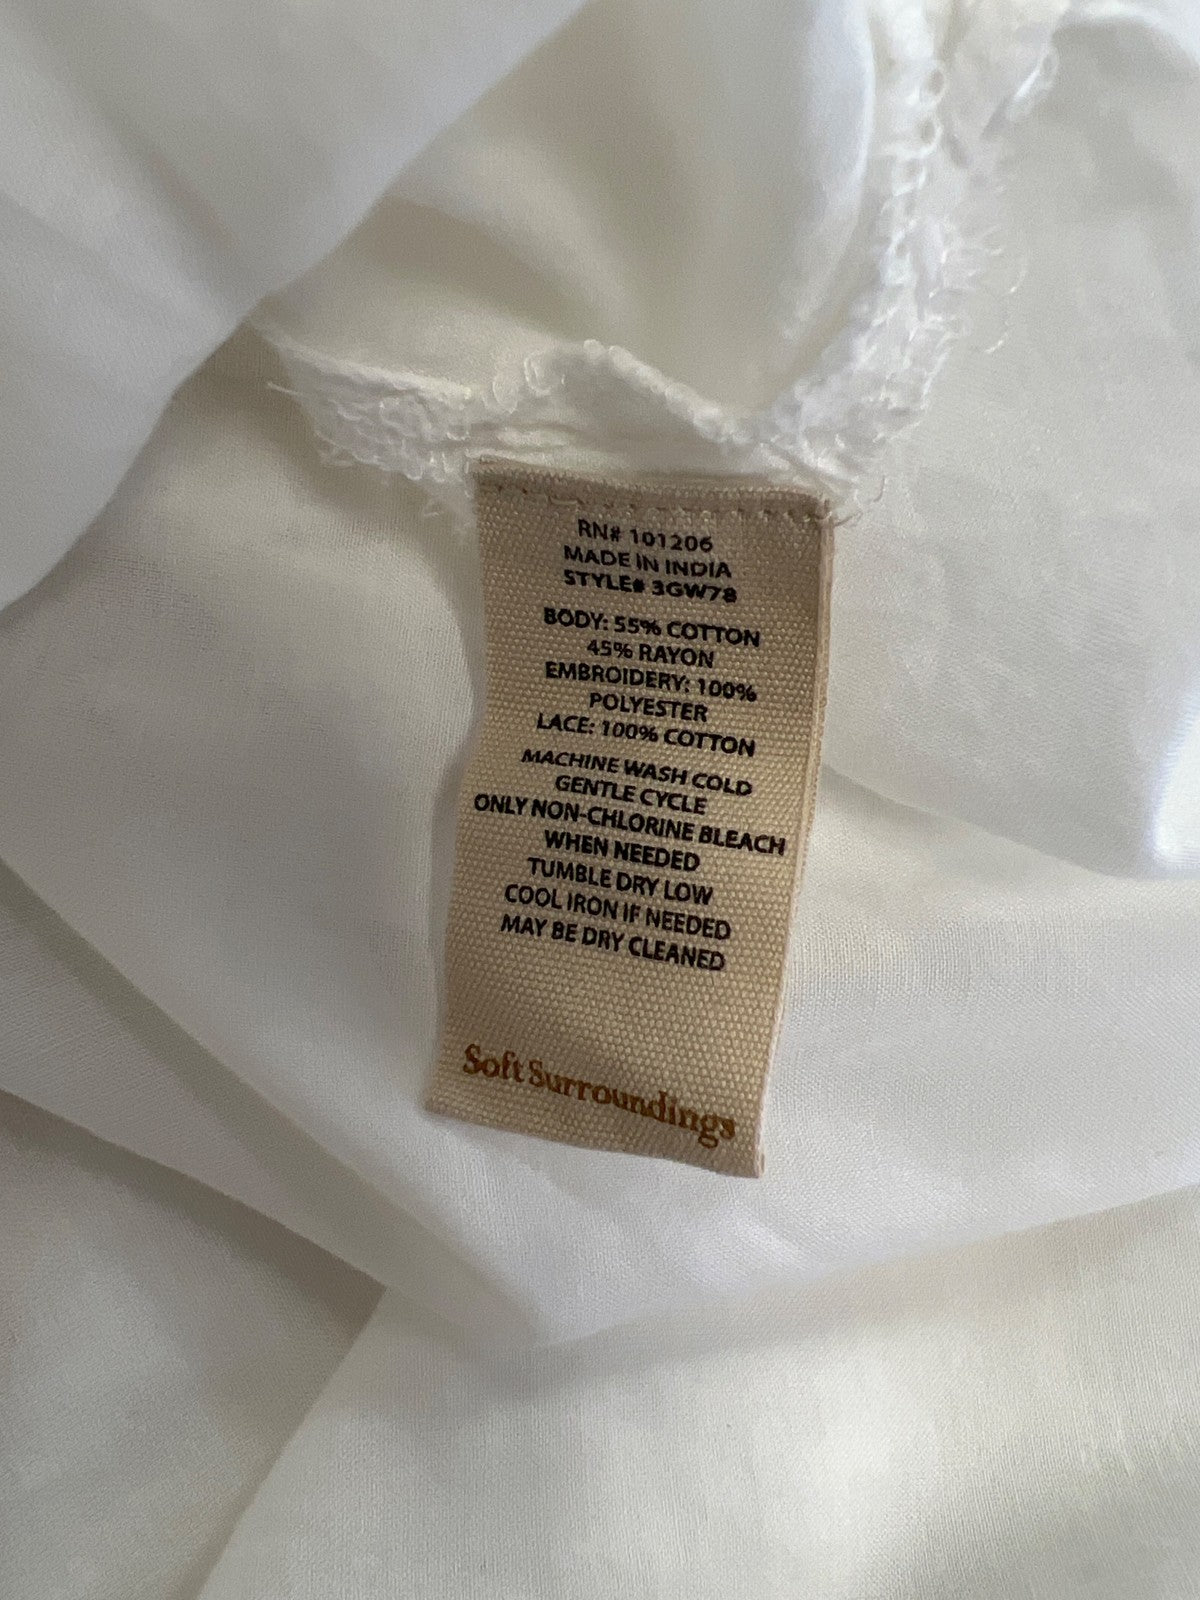 RN# 101206
MADE IN INDIA
STYLE# 3GW78
BODY: 55% COTTON
45% RAYON
EMBROIDERY: 100%
POLYESTER
LACE: 100% COTTON
MACHINE WASH COLD
GENTLE CYCLE
ONLY NON-CHLORINE BLEACH
WHEN NEEDED
TUMBLE DRY LOW
COOL IRON IF NEEDED
MAY BE DRY CLEANED
Soft Surroundings